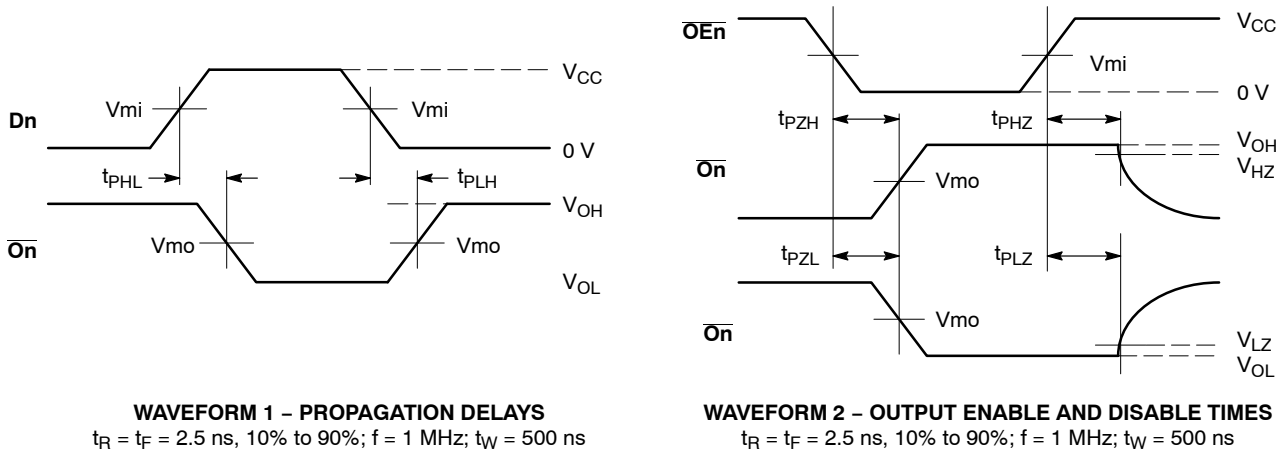 Dn
Vmi
Vmi
VCC
0 V
tPHL
tPLH
On
Vmo
Vmo
VOH
VOL
WAVEFORM 1 – PROPAGATION DELAYS
tR = tF = 2.5 ns, 10% to 90%; f = 1 MHz; tW = 500 ns
OEn
VCC
Vmi
0 V
tPZH
tPHZ
On
VOH
VHZ
Vmo
tPZL
tPLZ
On
Vmo
VLZ
VOL
WAVEFORM 2 – OUTPUT ENABLE AND DISABLE TIMES
tR = tF = 2.5 ns, 10% to 90%; f = 1 MHz; tW = 500 ns